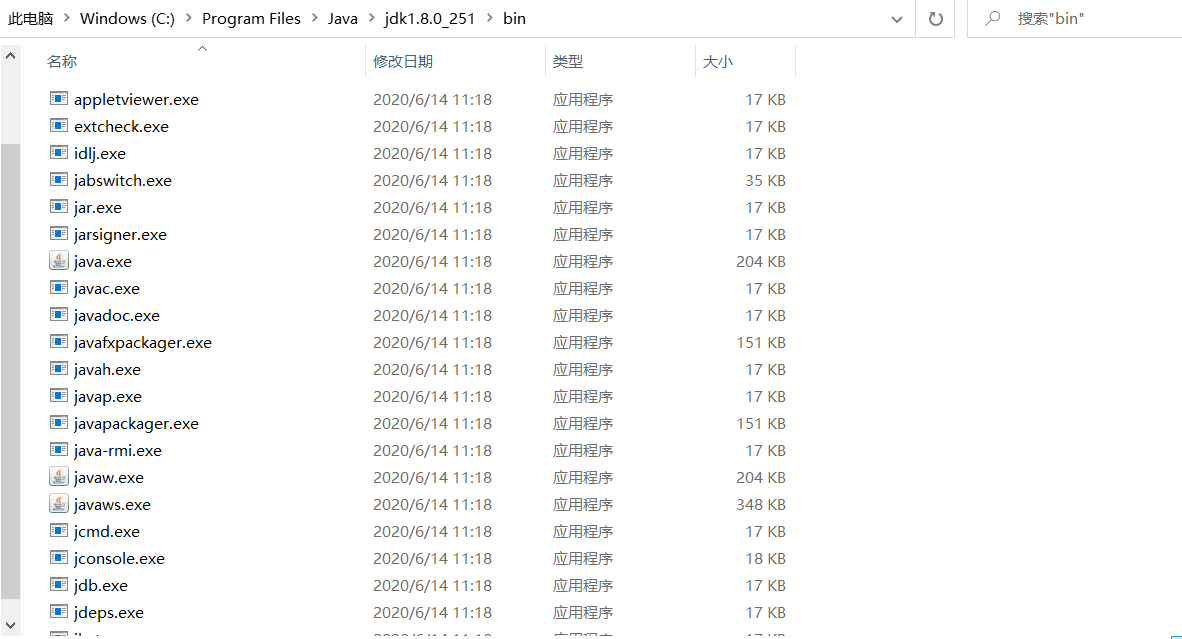 此电脑 > Windows (C:) > Program Files > Java > jdk1.8.0_251 > bin 搜索"bin"
名称 修改日期 类型 大小
appletviewer.exe 2020/6/14 11:18 应用程序 17 KB
extcheck.exe 2020/6/14 11:18 应用程序 17 KB
idlj.exe 2020/6/14 11:18 应用程序 17 KB
jabswitch.exe 2020/6/14 11:18 应用程序 35 KB
jar.exe 2020/6/14 11:18 应用程序 17 KB
jarsigner.exe 2020/6/14 11:18 应用程序 17 KB
java.exe 2020/6/14 11:18 应用程序 204 KB
javac.exe 2020/6/14 11:18 应用程序 17 KB
javadoc.exe 2020/6/14 11:18 应用程序 17 KB
javafxpackager.exe 2020/6/14 11:18 应用程序 151 KB
javah.exe 2020/6/14 11:18 应用程序 17 KB
javap.exe 2020/6/14 11:18 应用程序 17 KB
javapackager.exe 2020/6/14 11:18 应用程序 151 KB
java-rmi.exe 2020/6/14 11:18 应用程序 17 KB
javaw.exe 2020/6/14 11:18 应用程序 204 KB
javaws.exe 2020/6/14 11:18 应用程序 348 KB
jcmd.exe 2020/6/14 11:18 应用程序 17 KB
jconsole.exe 2020/6/14 11:18 应用程序 18 KB
jdb.exe 2020/6/14 11:18 应用程序 17 KB
jdeps.exe 2020/6/14 11:18 应用程序 17 KB